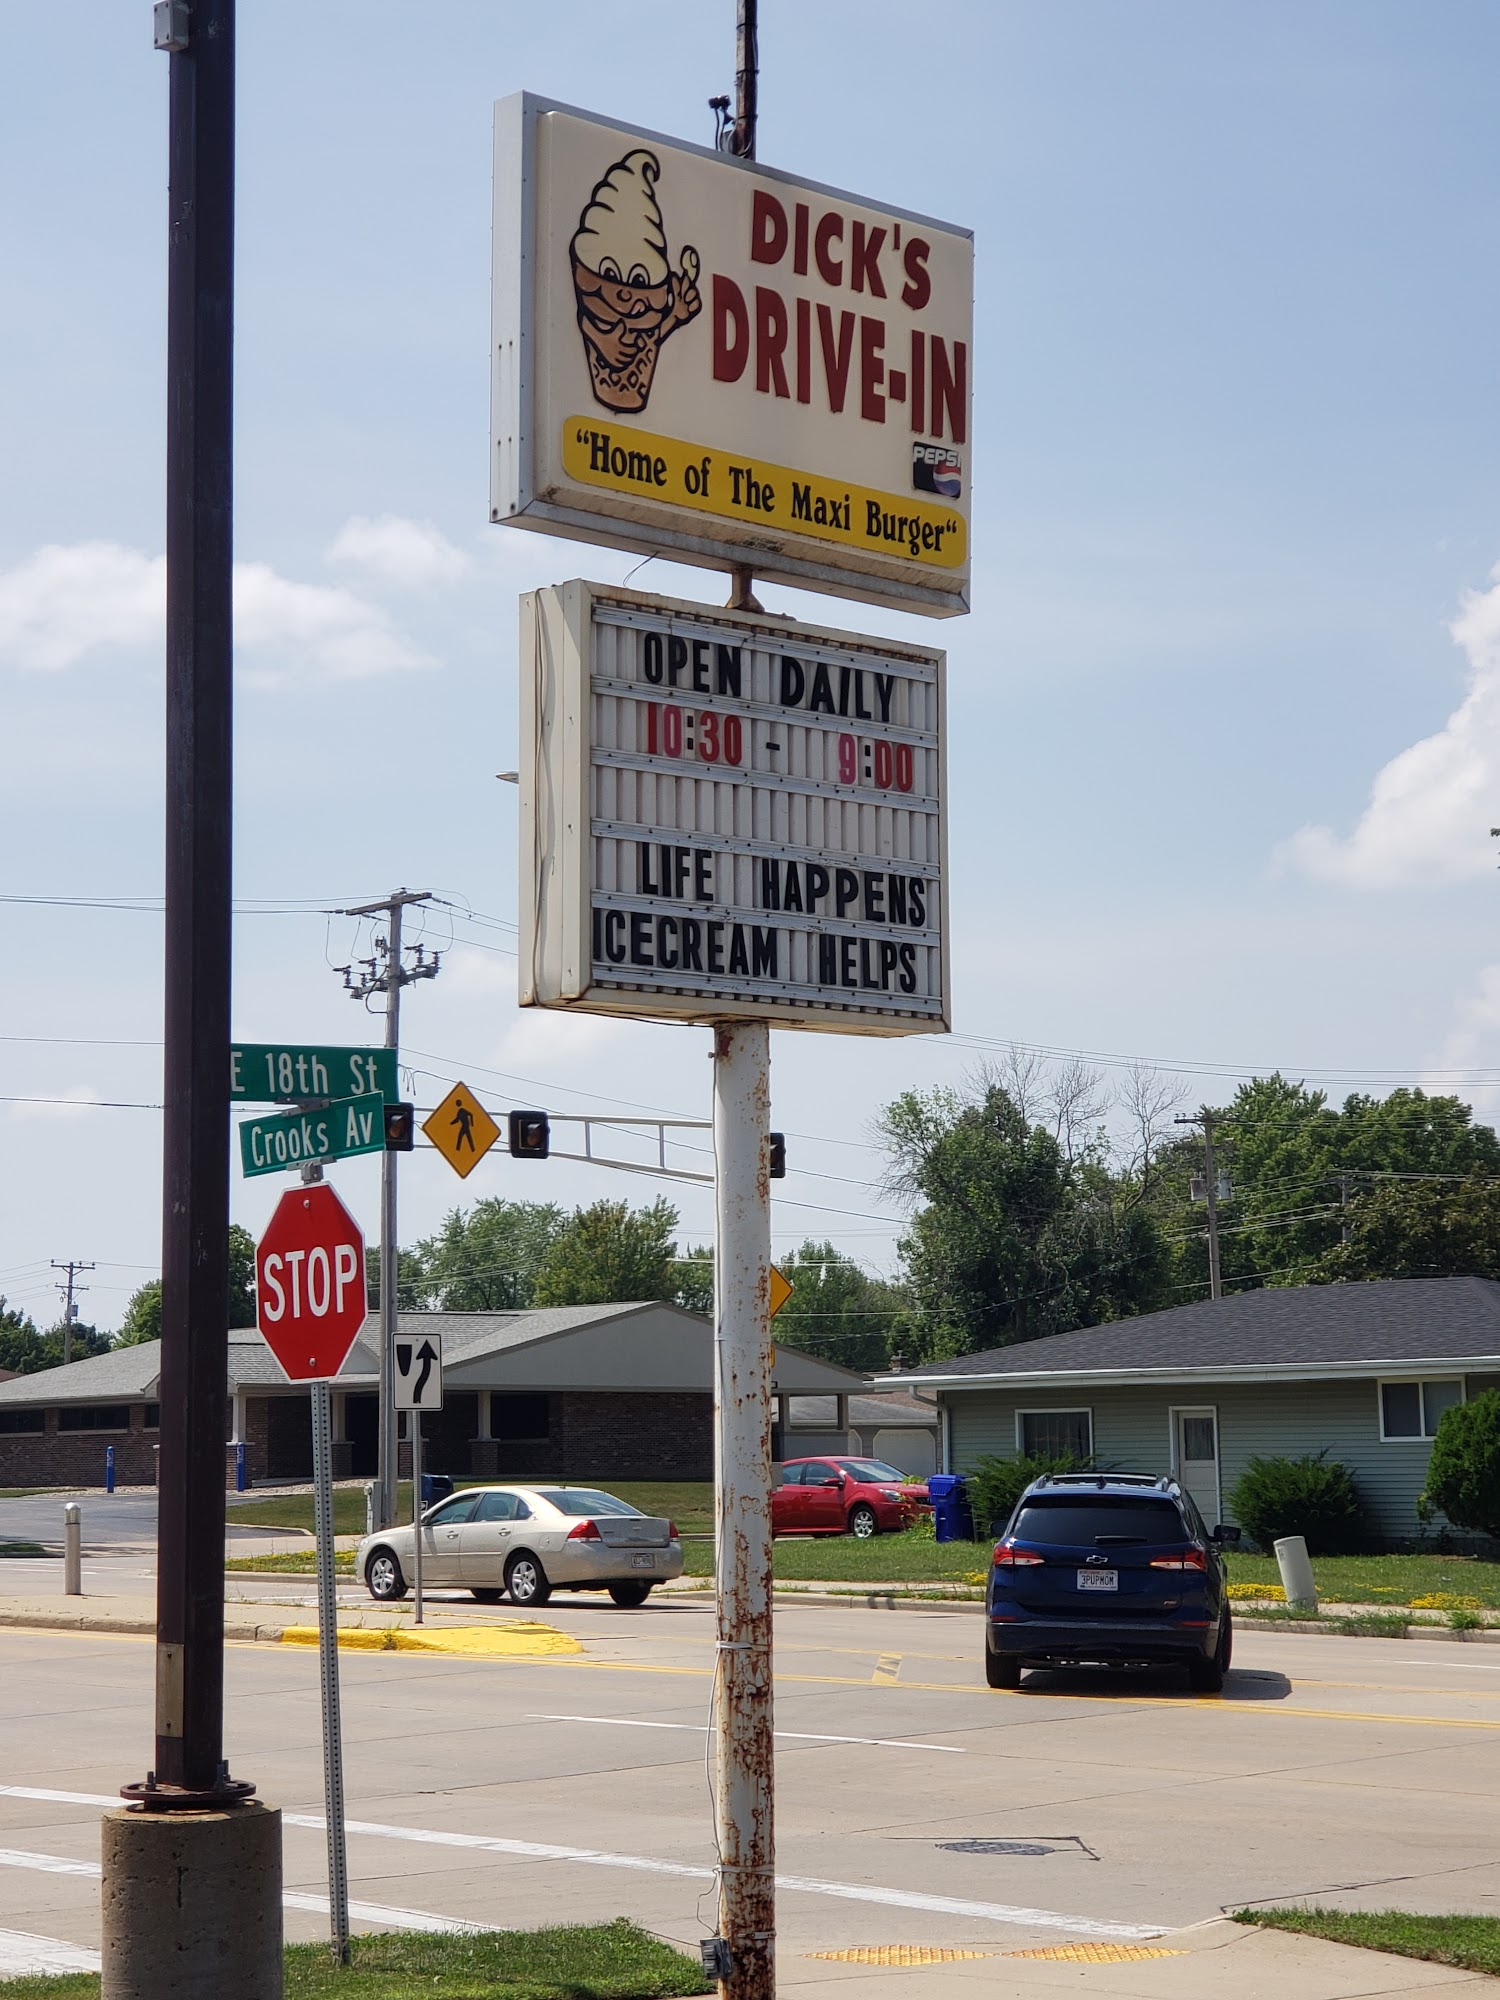 DICK'S
DRIVE-IN
PEPSI
"Home of The Maxi Burger"
OPEN DAILY
10:30 - 9:00
LIFE HAPPENS
ICECREAM HELPS
E 18th St
Crooks Av
STOP
3PUPMOM